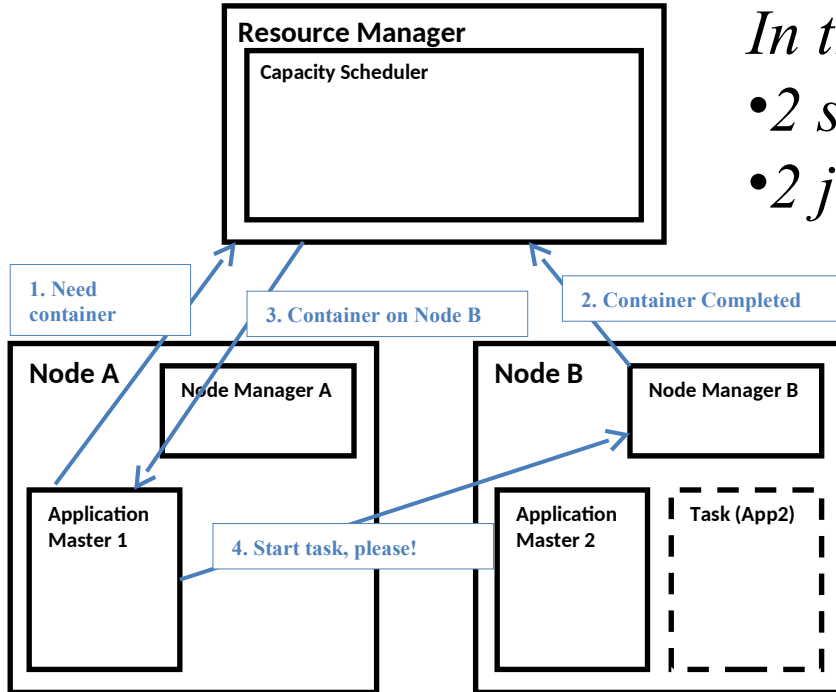 Resource Manager
Capacity Scheduler
In
•2
•2
1. Need
container
3. Container on Node B
2. Container Completed
Node A
Node Manager A
Node B
Node Manager B
Application
Master 1
4. Start task, please!
Application
Master 2
Task (App2)